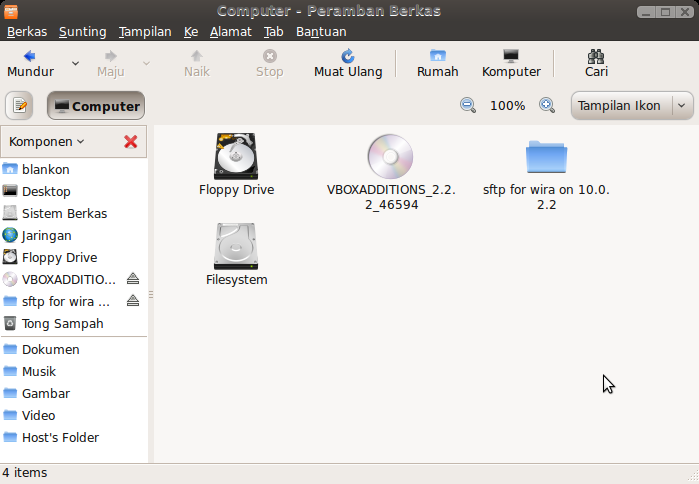 Computer - Peramban Berkas
Berkas Sunting Tampilan Ke Alamat Tab Bantuan
Mundur Maju Naik Stop Muat Ulang Rumah Komputer Cari
Computer 100% Tampilan Ikon
Komponen
blankon
Desktop
Sistem Berkas
Jaringan
Floppy Drive
VBOXADDITIO...
sftp for wira ...
Tong Sampah
Dokumen
Musik
Gambar
Video
Host's Folder
Floppy Drive
VBOXADDITIONS_2.2.
2_46594
sftp for wira on 10.0.
2.2
Filesystem
4 items